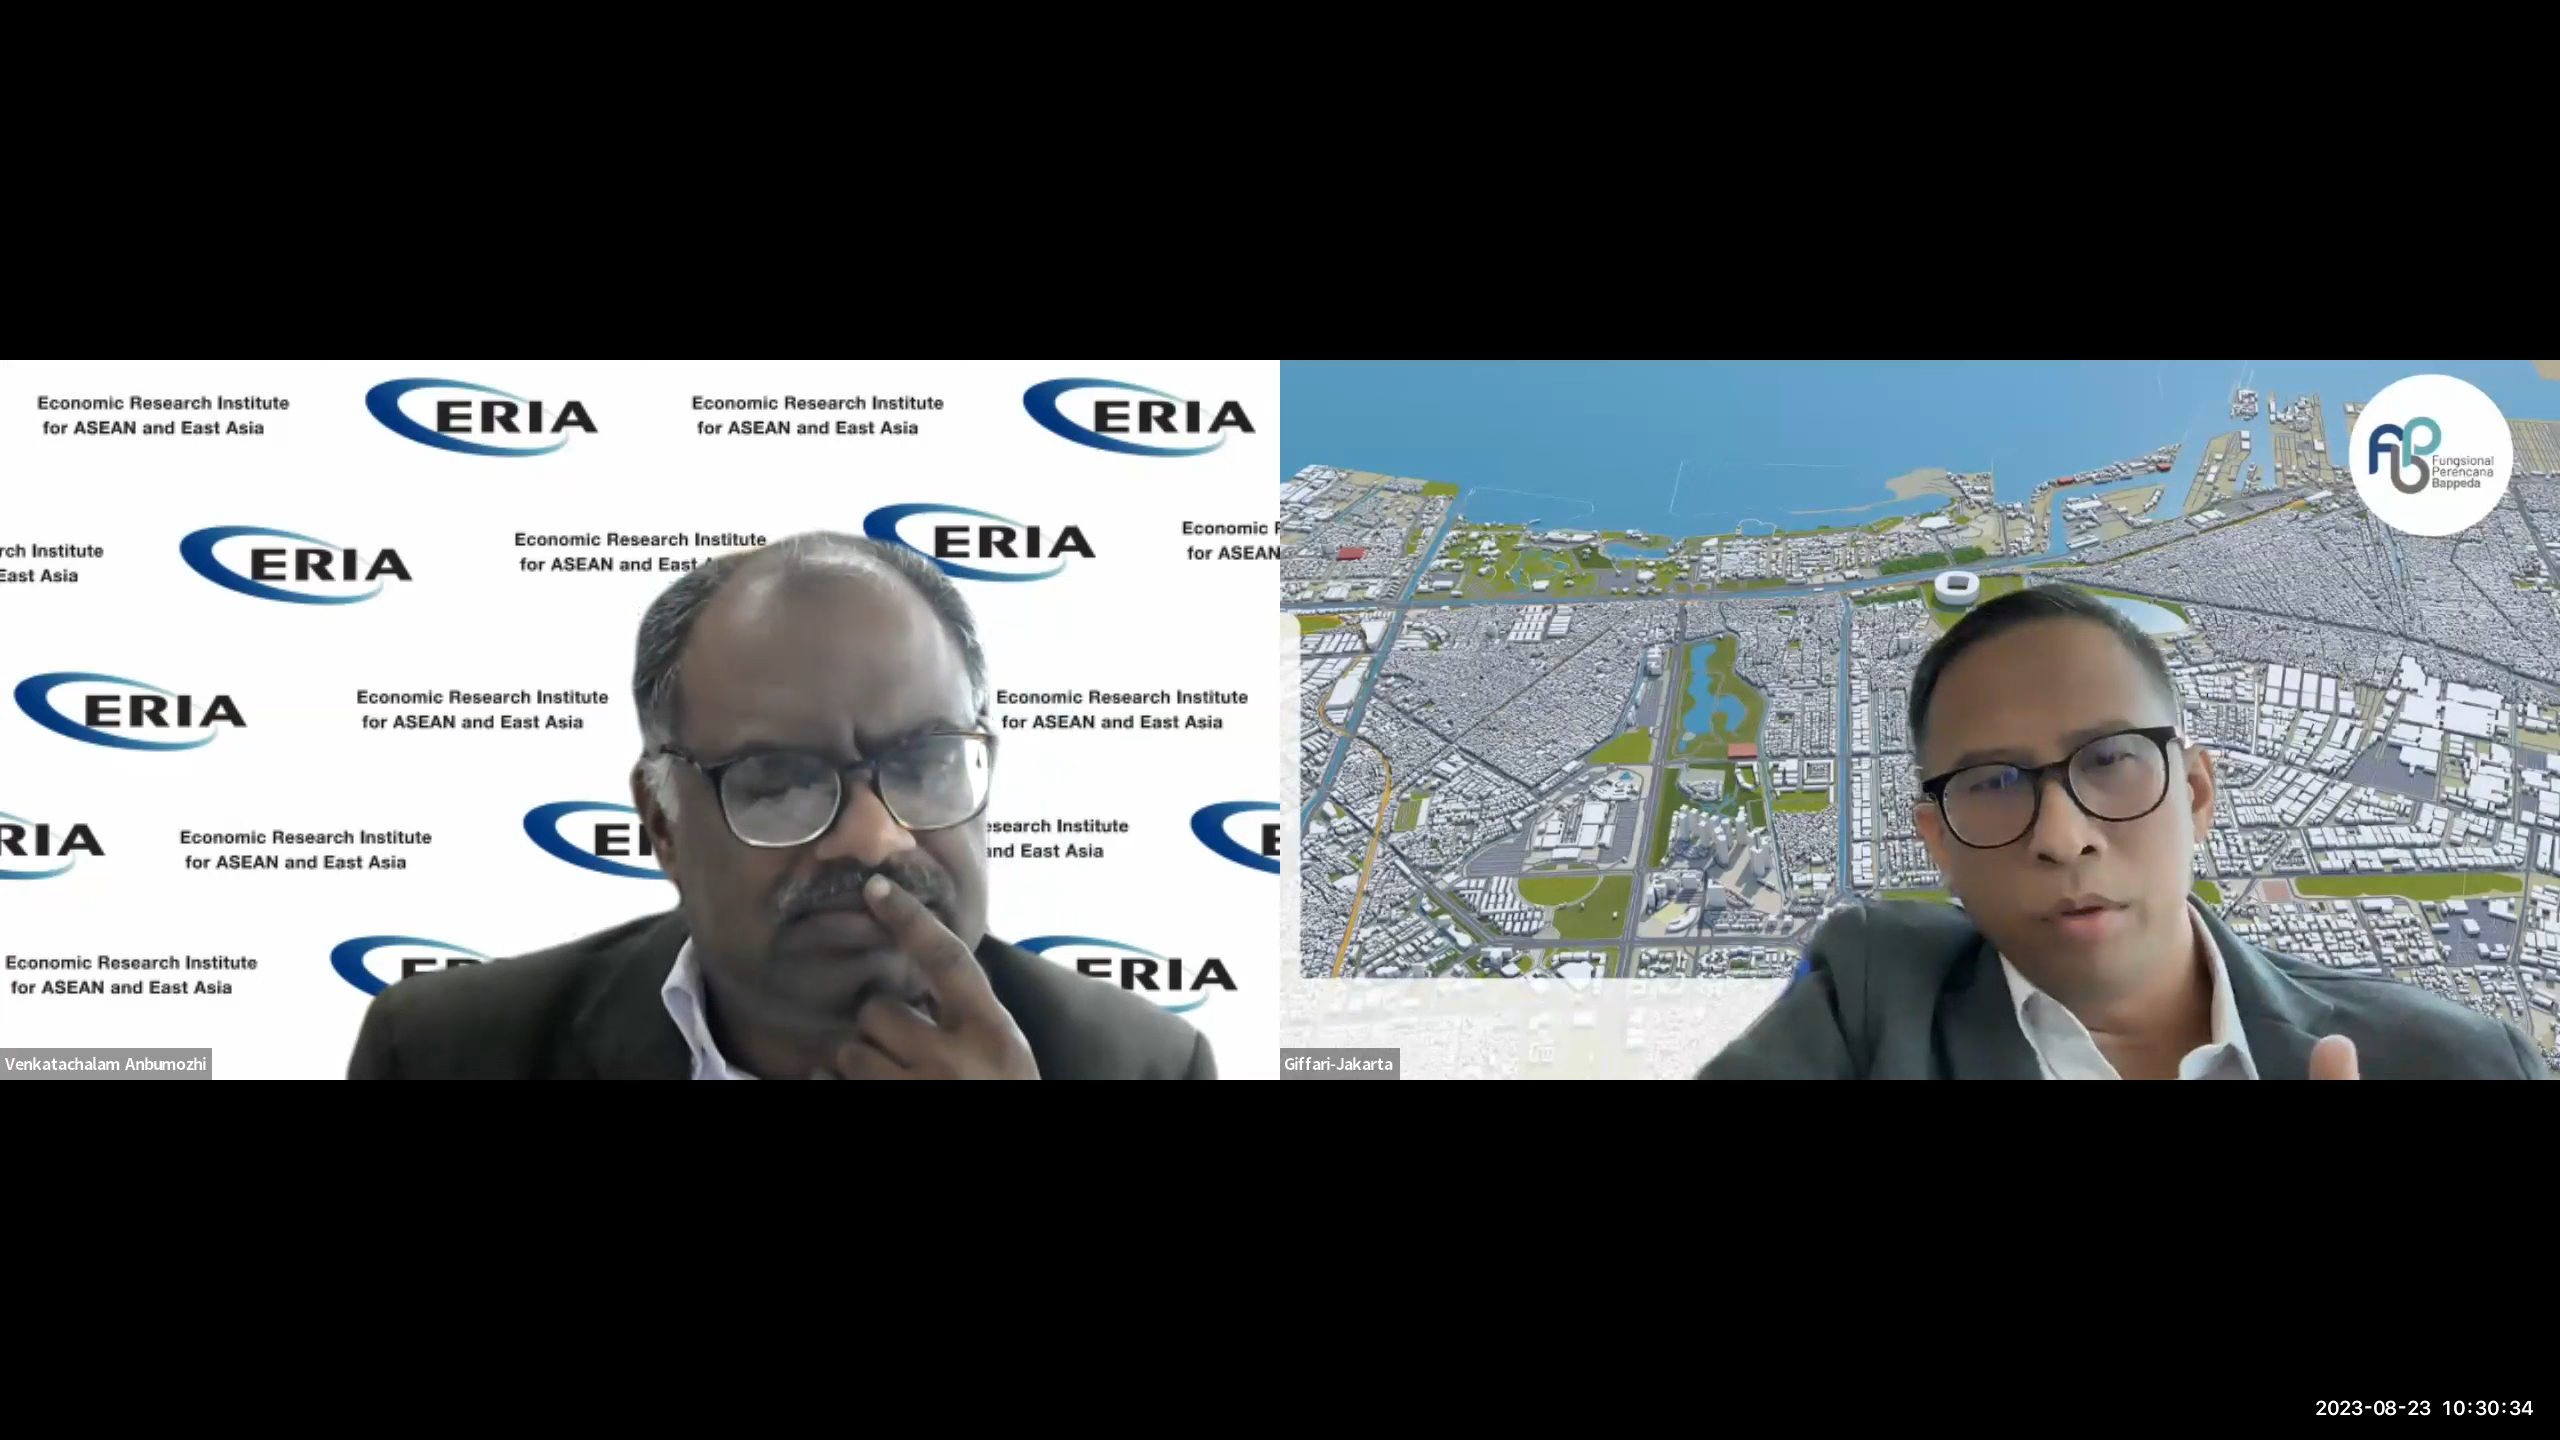 Economic Research Institute
for ASEAN and East Asia
ERIA
Economic Research Institute
for ASEAN and East Asia
ERIA
rch Institute
East Asia
ERIA
Economic Research Institute
for ASEAN and East
ERIA
Economic
for ASEAN
ERIA
Economic Research Institute
for ASEAN and East Asia
Economic Research Institute
for ASEAN and East Asia
RIA
Economic Research Institute
for ASEAN and East Asia
E
esearch Institute
and East Asia
E
Economic Research Institute
for ASEAN and East Asia
ER
ERIA
Venkatachalam Anbumozhi
Fungsional
Perencana
Bappeda
Giffari-Jakarta
2023-08-23 10:30:34